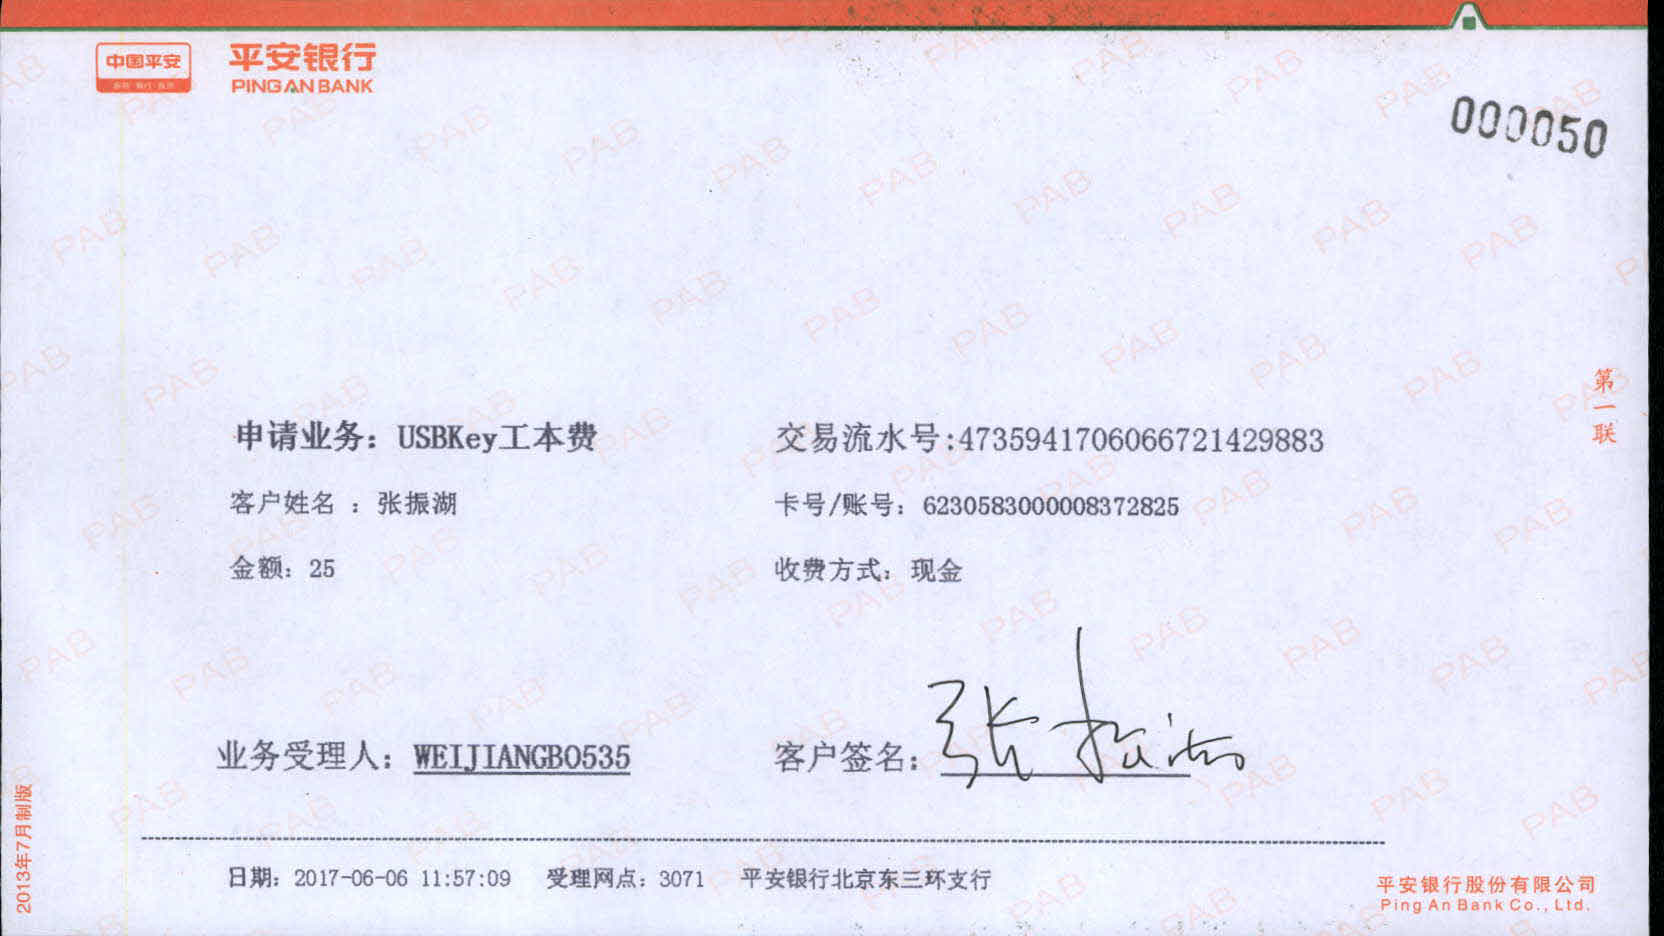 中国平安
保险 银行 投资
平安银行
PING AN BANK
000050
第一联
申请业务：USBKey工本费
交易流水号:4735941706066721429883
客户姓名 ：张振湖
卡号/账号：6230583000008372825
金额：25
收费方式：现金
业务受理人：WEIJIANGBO535
客户签名：张振湖
日期：2017-06-06 11:57:09 受理网点：3071 平安银行北京东三环支行
2013年7月制版
平安银行股份有限公司
Ping An Bank Co., Ltd.